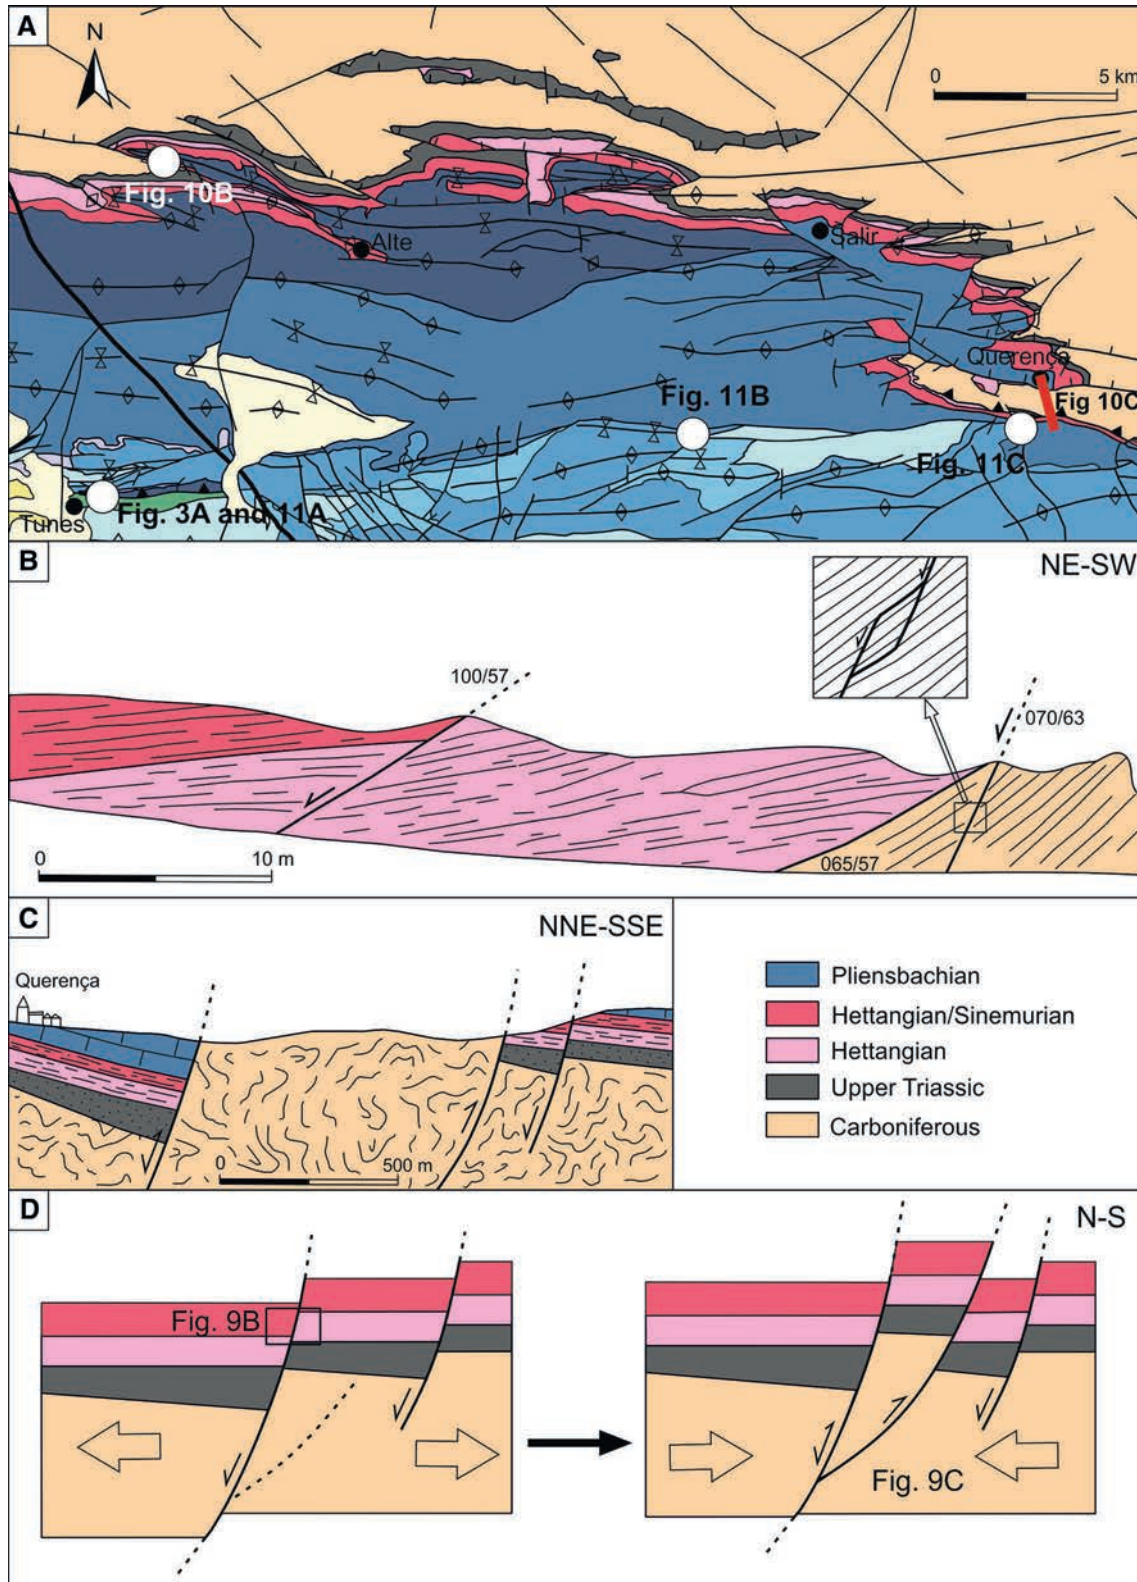 A
N
0 5 km
Fig. 10B
Alte
Salir
Querença
Fig 10C
Fig. 11B
Fig. 11C
Fig. 3A and 11A
Tunes
B
NE-SW
100/57
070/63
065/57
0 10 m
C
NNE-SSE
Querença
0 500 m
Pliensbachian
Hettangian/Sinemurian
Hettangian
Upper Triassic
Carboniferous
D
N-S
Fig. 9B
Fig. 9C